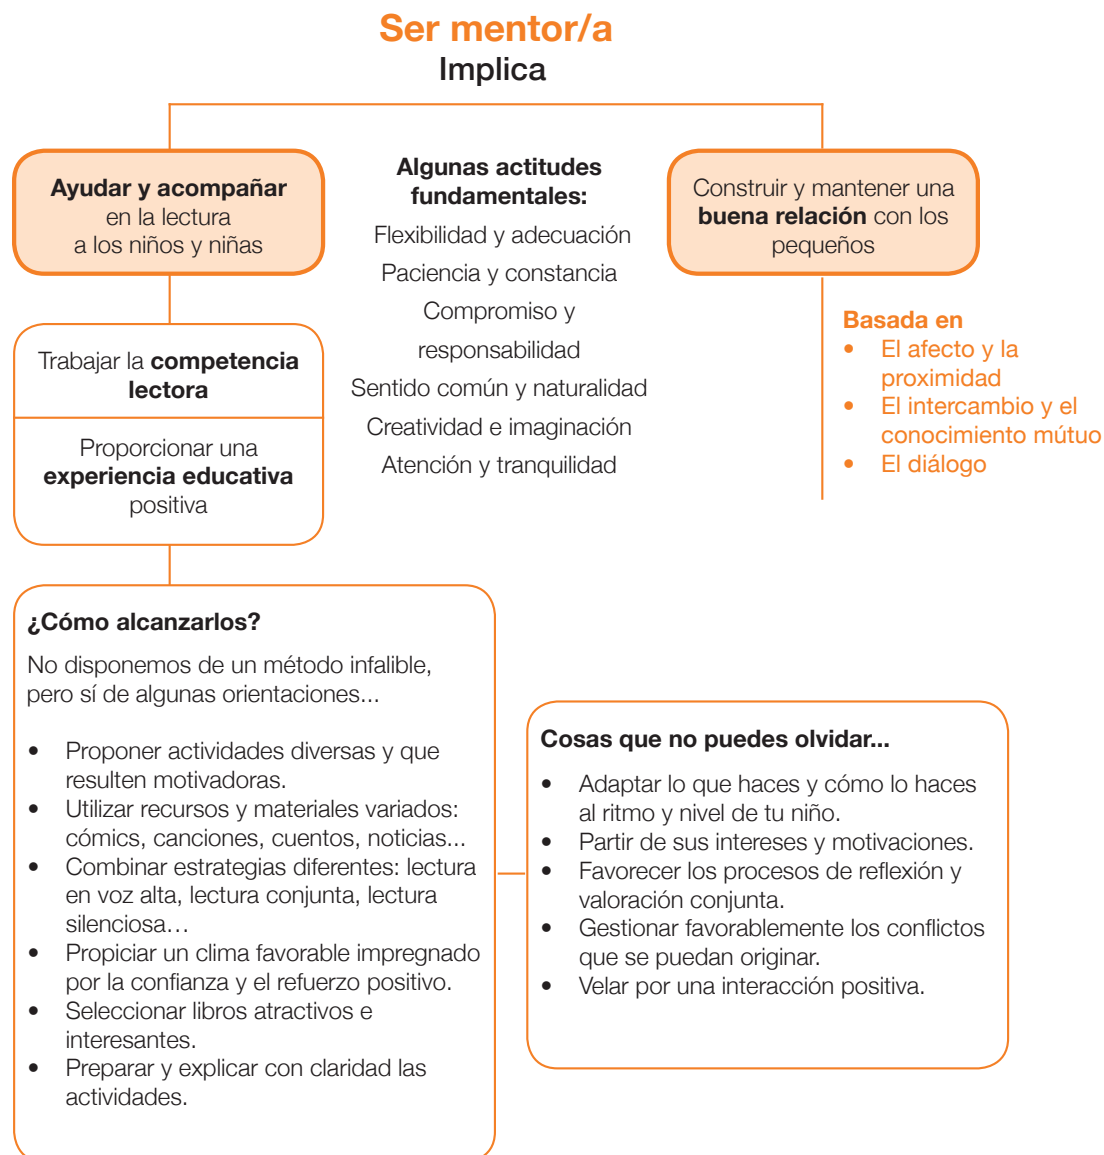 Ser mentor/a
Implica
Ayudar y acompañar
en la lectura
a los niños y niñas
Trabajar la competencia
lectora
Proporcionar una
experiencia educativa
positiva
Algunas actitudes
fundamentales:
Flexibilidad y adecuación
Paciencia y constancia
Compromiso y
responsabilidad
Sentido común y naturalidad
Creatividad e imaginación
Atención y tranquilidad
Construir y mantener una
buena relación con los
pequeños
Basada en
• El afecto y la
proximidad
• El intercambio y el
conocimiento mútuo
• El diálogo
¿Cómo alcanzarlos?
No disponemos de un método infalible,
pero sí de algunas orientaciones...
• Proponer actividades diversas y que
resulten motivadoras.
• Utilizar recursos y materiales variados:
cómics, canciones, cuentos, noticias...
• Combinar estrategias diferentes: lectura
en voz alta, lectura conjunta, lectura
silenciosa…
• Propiciar un clima favorable impregnado
por la confianza y el refuerzo positivo.
• Seleccionar libros atractivos e
interesantes.
• Preparar y explicar con claridad las
actividades.
Cosas que no puedes olvidar...
• Adaptar lo que haces y cómo lo haces
al ritmo y nivel de tu niño.
• Partir de sus intereses y motivaciones.
• Favorecer los procesos de reflexión y
valoración conjunta.
• Gestionar favorablemente los conflictos
que se puedan originar.
• Velar por una interacción positiva.